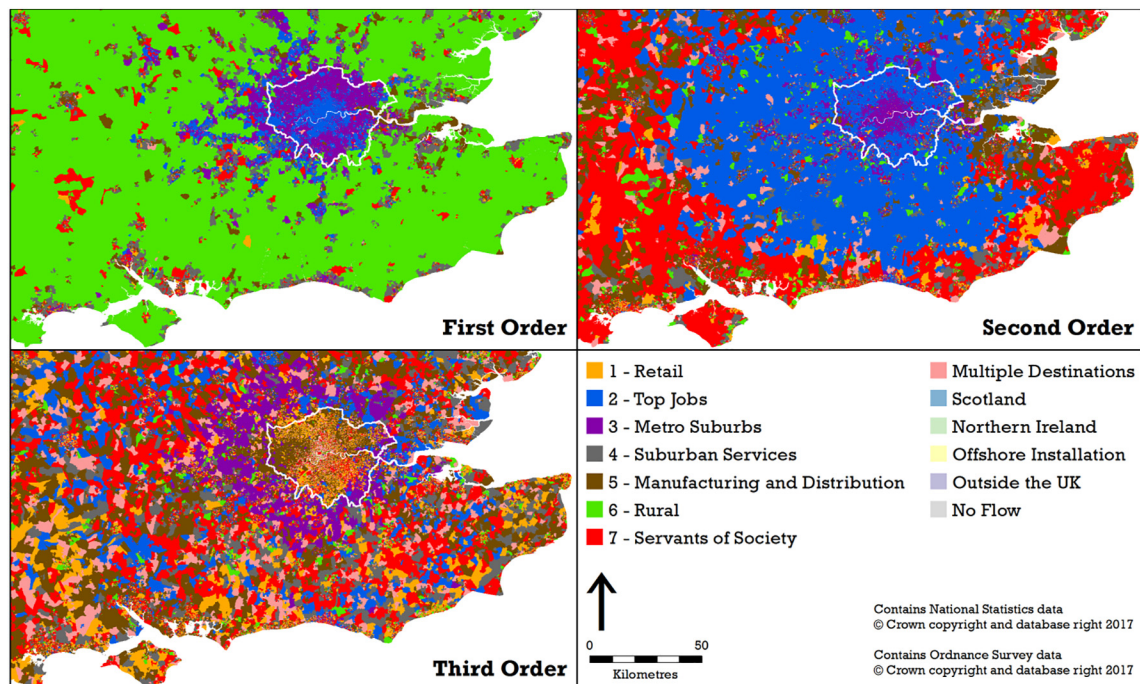 First Order
Second Order
Third Order
1 - Retail
2 - Top Jobs
3 - Metro Suburbs
4 - Suburban Services
5 - Manufacturing and Distribution
6 - Rural
7 - Servants of Society
Multiple Destinations
Scotland
Northern Ireland
Offshore Installation
Outside the UK
No Flow
0 50
Kilometres
Contains National Statistics data
© Crown copyright and database right 2017
Contains Ordnance Survey data
© Crown copyright and database right 2017